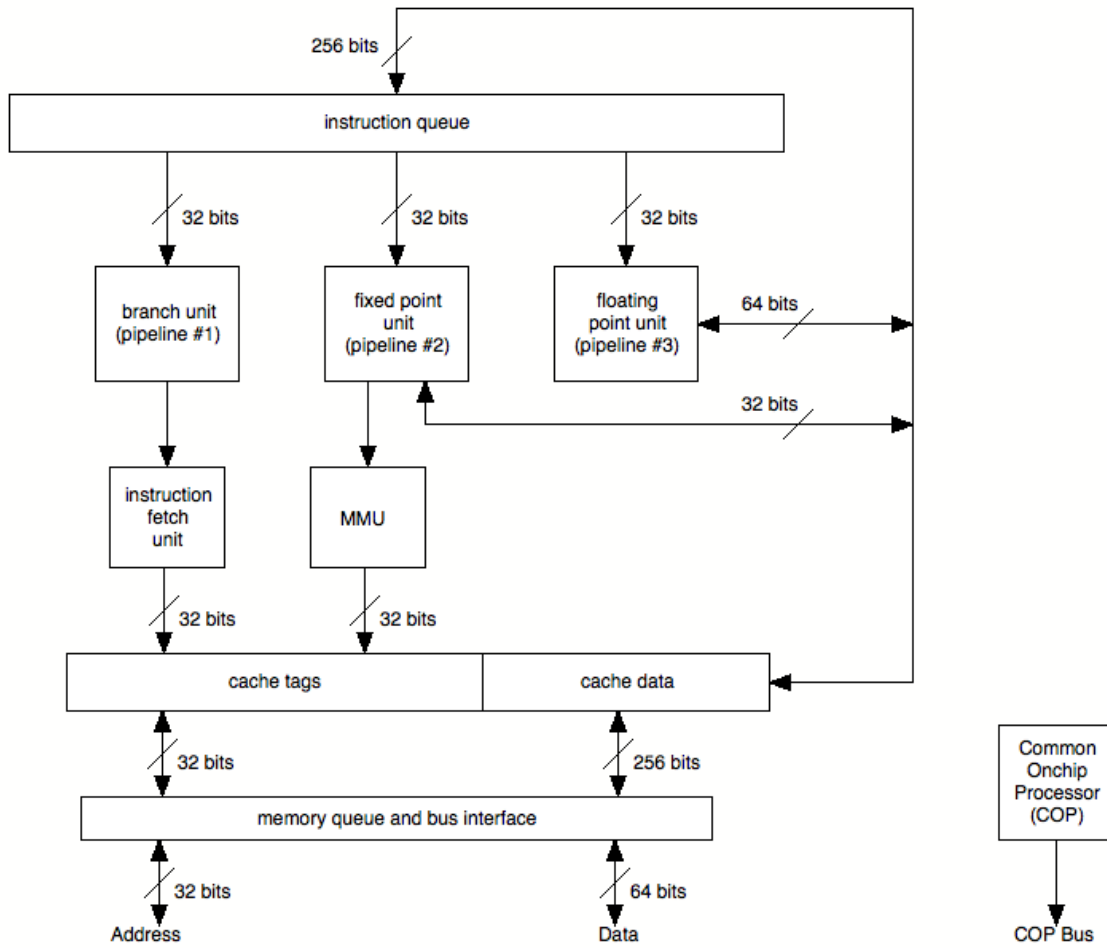 256 bits
instruction queue
32 bits
32 bits
32 bits
branch unit
(pipeline #1)
fixed point
unit
(pipeline #2)
floating
point unit
(pipeline #3)
64 bits
32 bits
instruction
fetch
unit
MMU
32 bits
32 bits
cache tags
cache data
32 bits
256 bits
Common
Onchip
Processor
(COP)
memory queue and bus interface
32 bits
64 bits
Address
Data
COP Bus